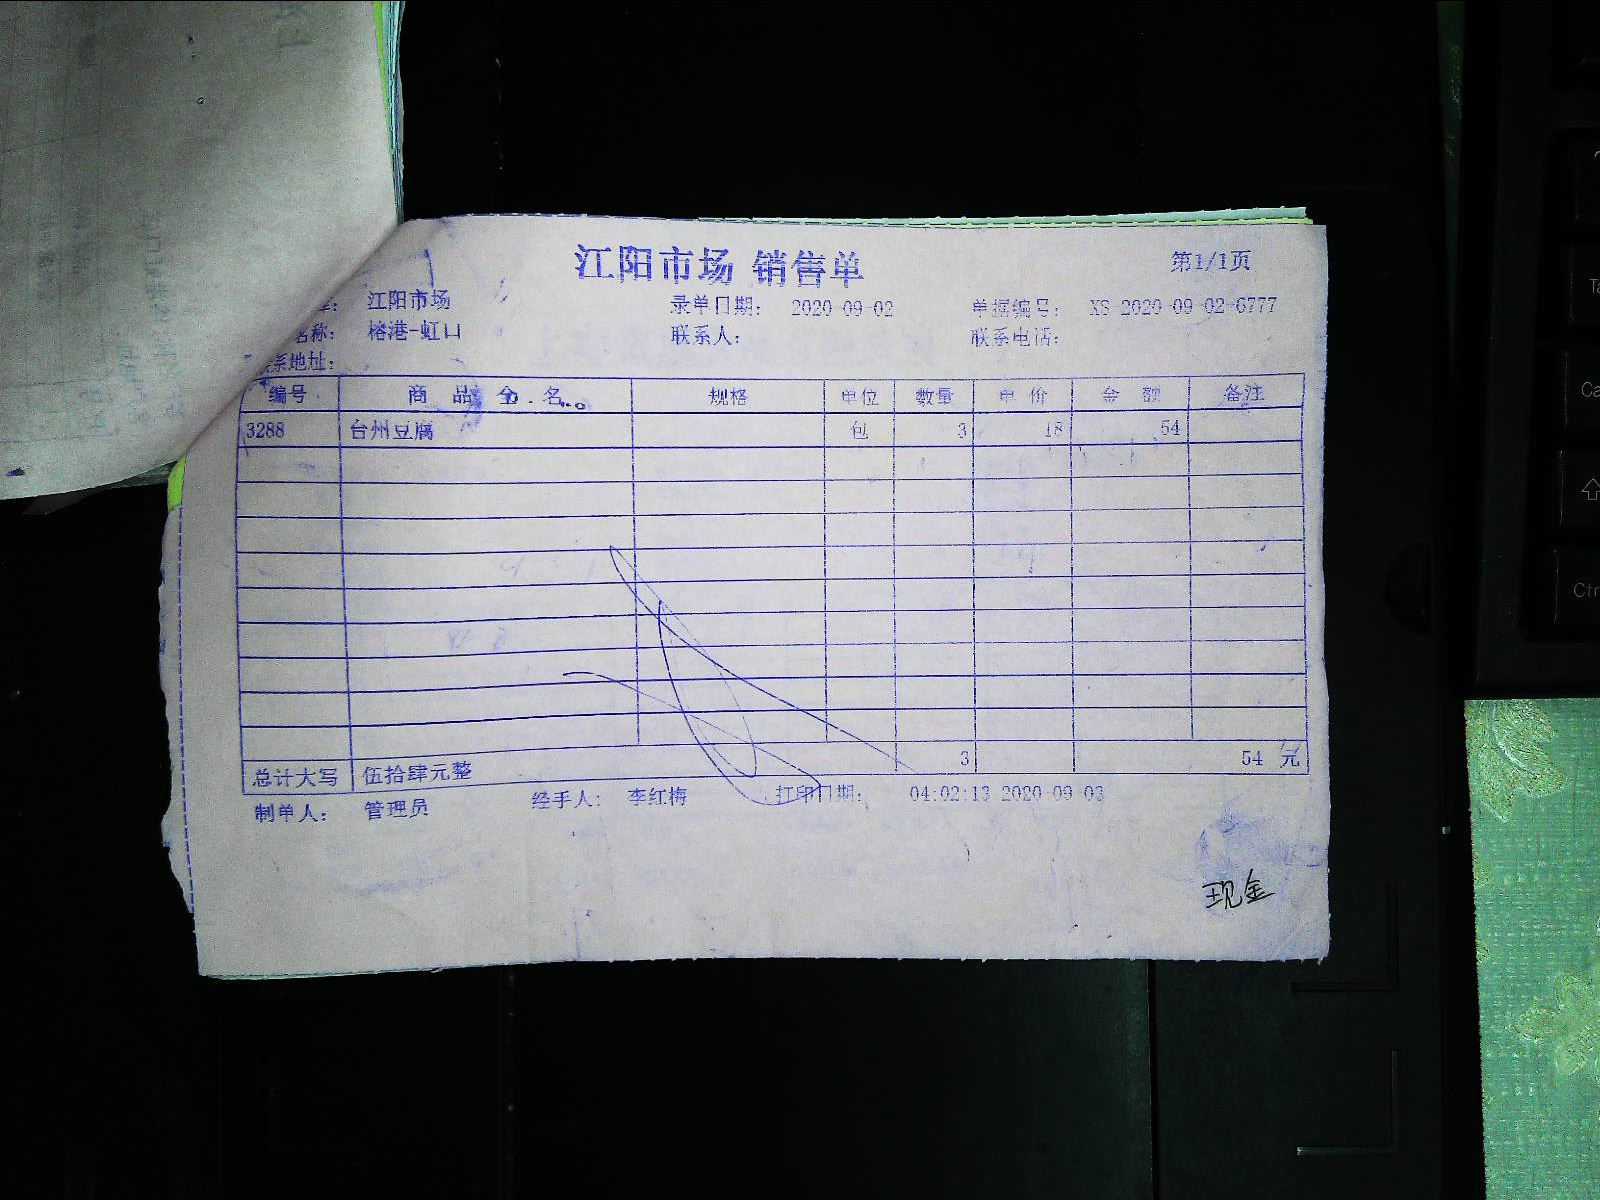 江阳市场 销售单
第1/1页
江阳市场 录单日期: 2020-09-02 单据编号: XS-2020-09-02-6777
名称: 榕港-虹口 联系人: 联系电话:
系地址:
编号 商品全名 规格 单位 数量 单价 金额 备注
3288 台州豆腐 包 3 18 54
3 54 元
总计大写 伍拾肆元整
制单人: 管理员 经手人: 李红梅 打印日期: 04:02:13 2020-09-03
现金